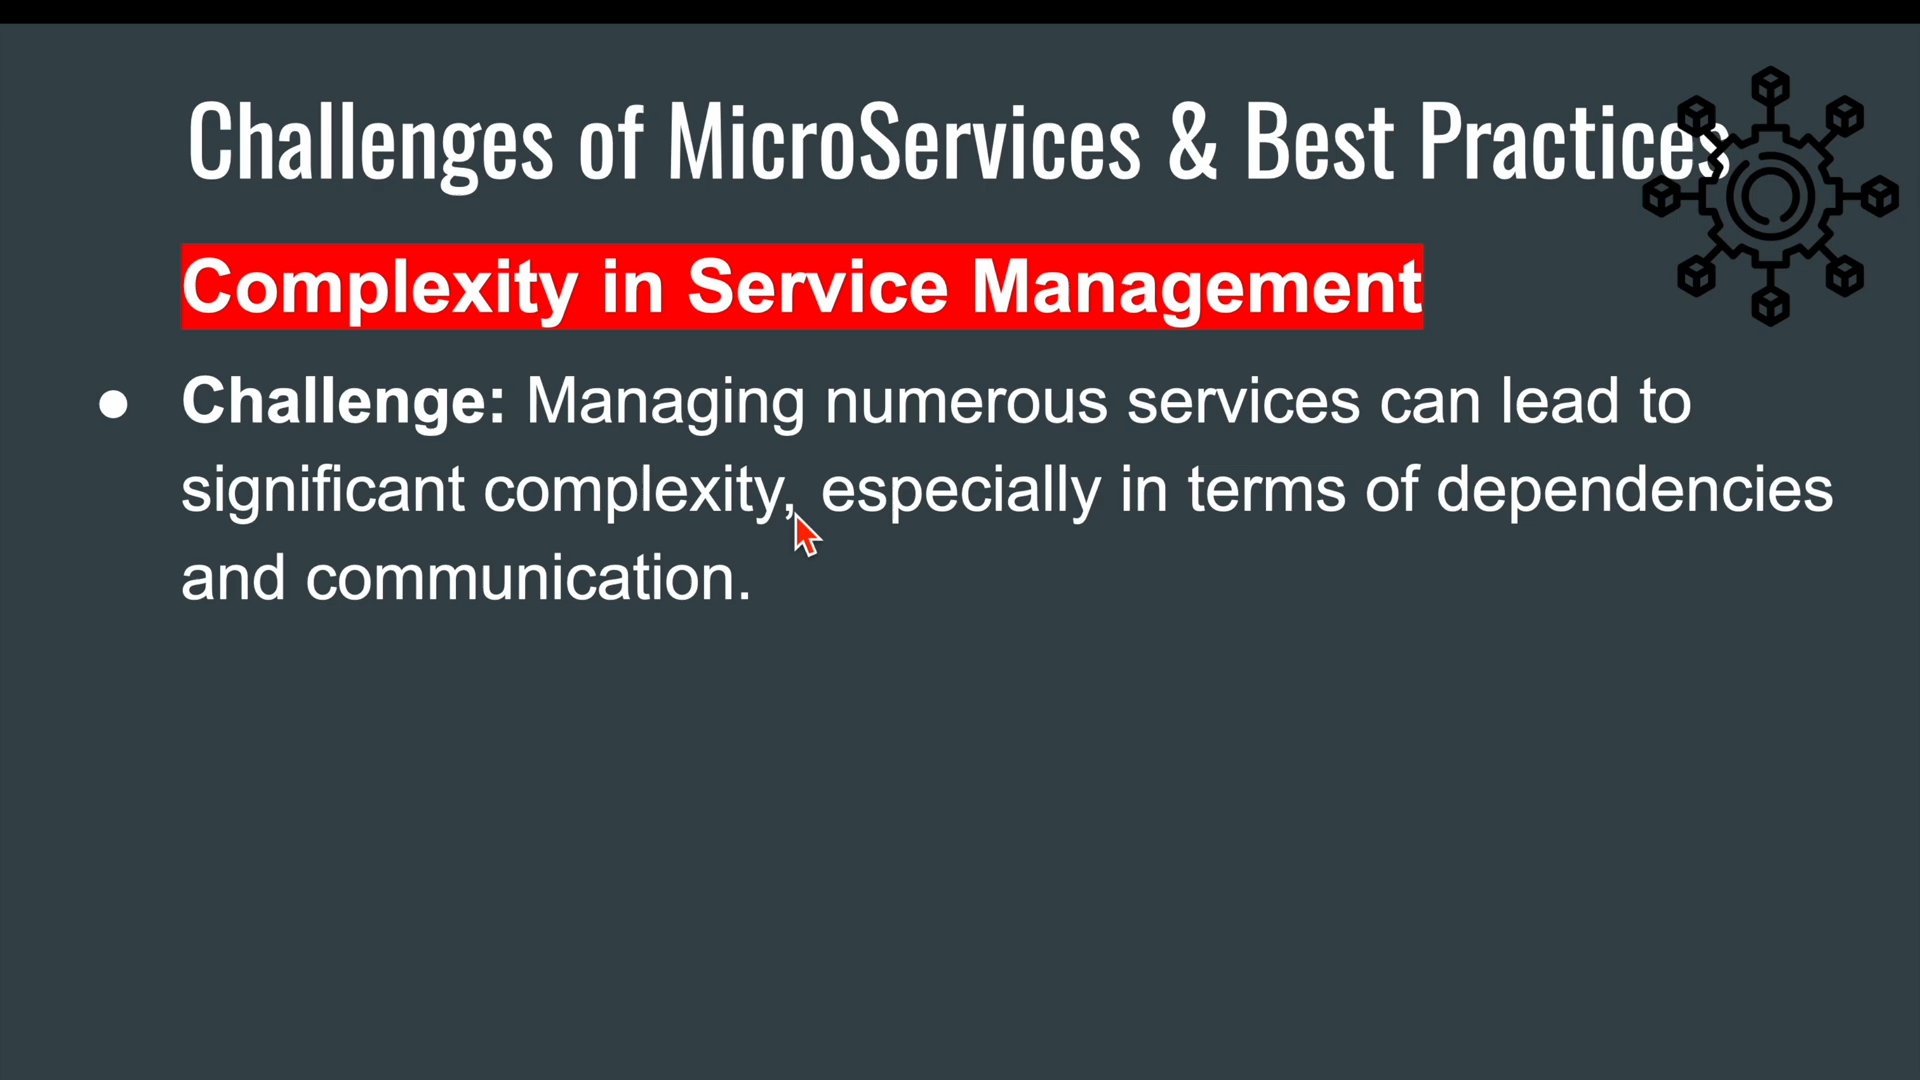 Challenges of MicroServices & Best Practices
Complexity in Service Management
● Challenge: Managing numerous services can lead to
significant complexity, especially in terms of dependencies
and communication.